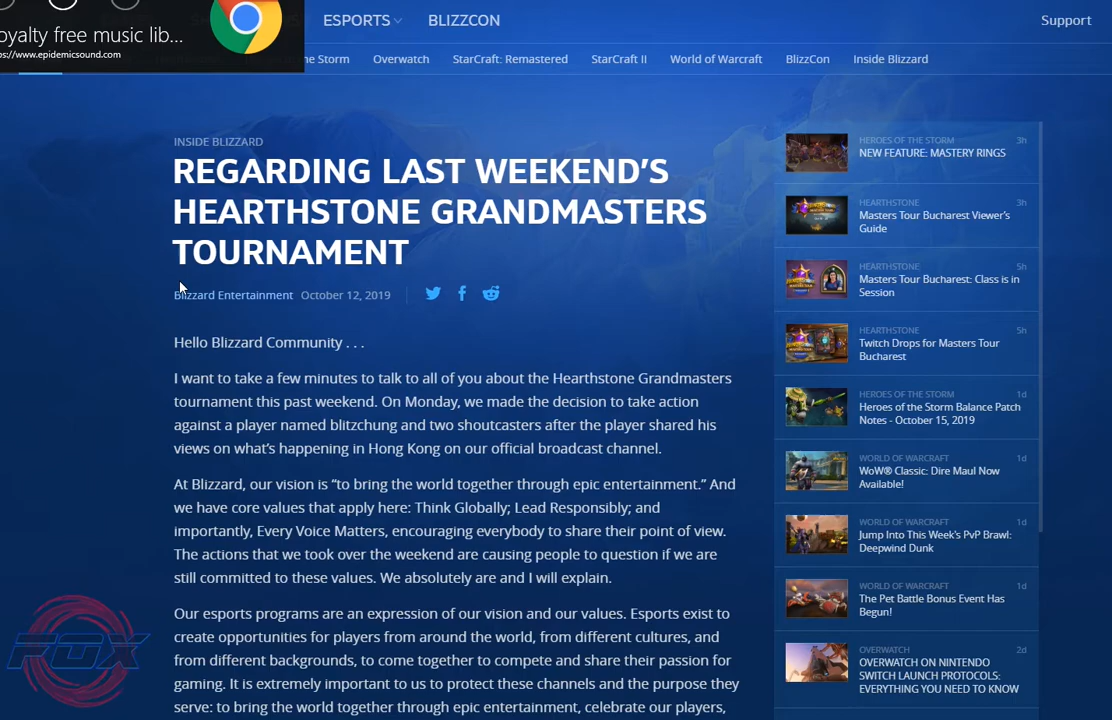 ESPORTS
BLIZZCON
Support
oyalty free music lib...
ps://www.epidemicsound.com
he Storm
Overwatch
StarCraft: Remastered
StarCraft II
World of Warcraft
BlizzCon
Inside Blizzard
INSIDE BLIZZARD
REGARDING LAST WEEKEND'S
HEARTHSTONE GRANDMASTERS
TOURNAMENT
Blizzard Entertainment October 12, 2019
Hello Blizzard Community . . .
I want to take a few minutes to talk to all of you about the Hearthstone Grandmasters
tournament this past weekend. On Monday, we made the decision to take action
against a player named blitzchung and two shoutcasters after the player shared his
views on what's happening in Hong Kong on our official broadcast channel.
At Blizzard, our vision is “to bring the world together through epic entertainment.” And
we have core values that apply here: Think Globally; Lead Responsibly; and
importantly, Every Voice Matters, encouraging everybody to share their point of view.
The actions that we took over the weekend are causing people to question if we are
still committed to these values. We absolutely are and I will explain.
Our esports programs are an expression of our vision and our values. Esports exist to
create opportunities for players from around the world, from different cultures, and
from different backgrounds, to come together to compete and share their passion for
gaming. It is extremely important to us to protect these channels and the purpose they
serve: to bring the world together through epic entertainment, celebrate our players,
HEROES OF THE STORM 3h
NEW FEATURE: MASTERY RINGS
HEARTHSTONE 3h
Masters Tour Bucharest Viewer's
Guide
HEARTHSTONE 5h
Masters Tour Bucharest: Class is in
Session
HEARTHSTONE 5h
Twitch Drops for Masters Tour
Bucharest
HEROES OF THE STORM 1d
Heroes of the Storm Balance Patch
Notes - October 15, 2019
WORLD OF WARCRAFT 1d
WoW® Classic: Dire Maul Now
Available!
WORLD OF WARCRAFT 1d
Jump Into This Week's PvP Brawl:
Deepwind Dunk
WORLD OF WARCRAFT 1d
The Pet Battle Bonus Event Has
Begun!
OVERWATCH 2d
OVERWATCH ON NINTENDO
SWITCH LAUNCH PROTOCOLS:
EVERYTHING YOU NEED TO KNOW
FOX